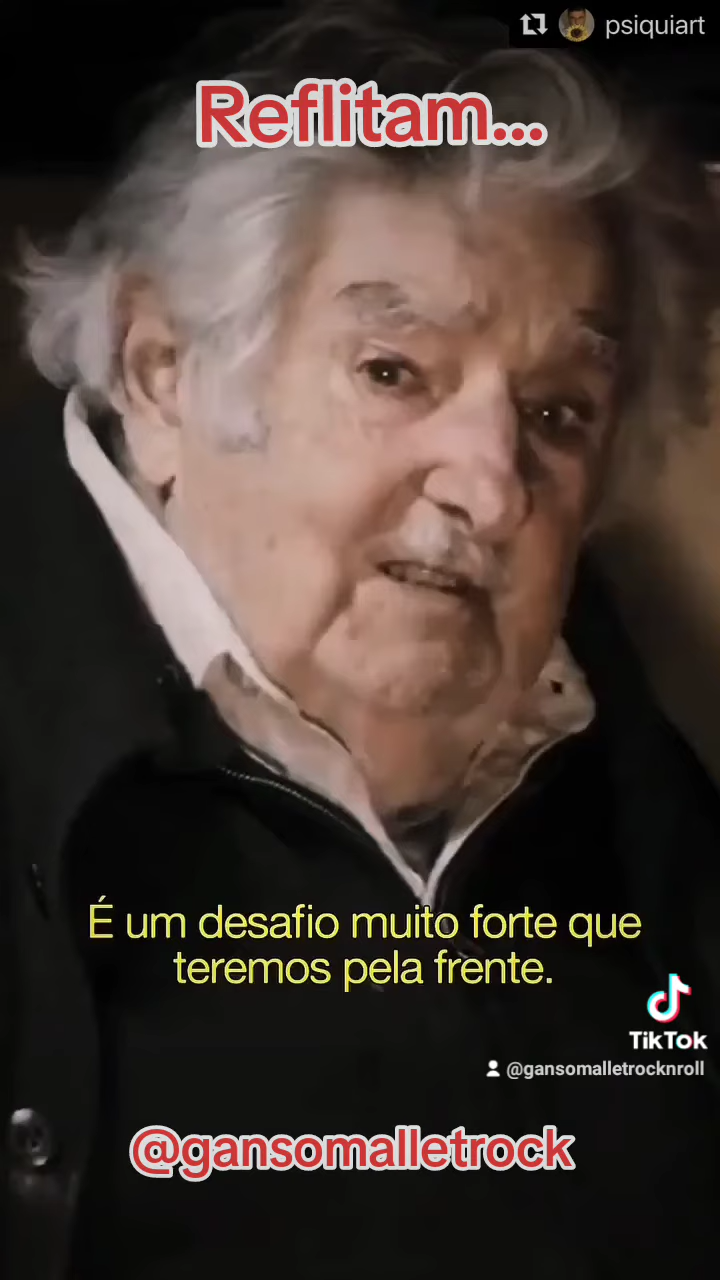 psiquiart
Reflitam...
É um desafio muito forte que
teremos pela frente.
TikTok
@gansomalletrocknroll
@gansomalletrock